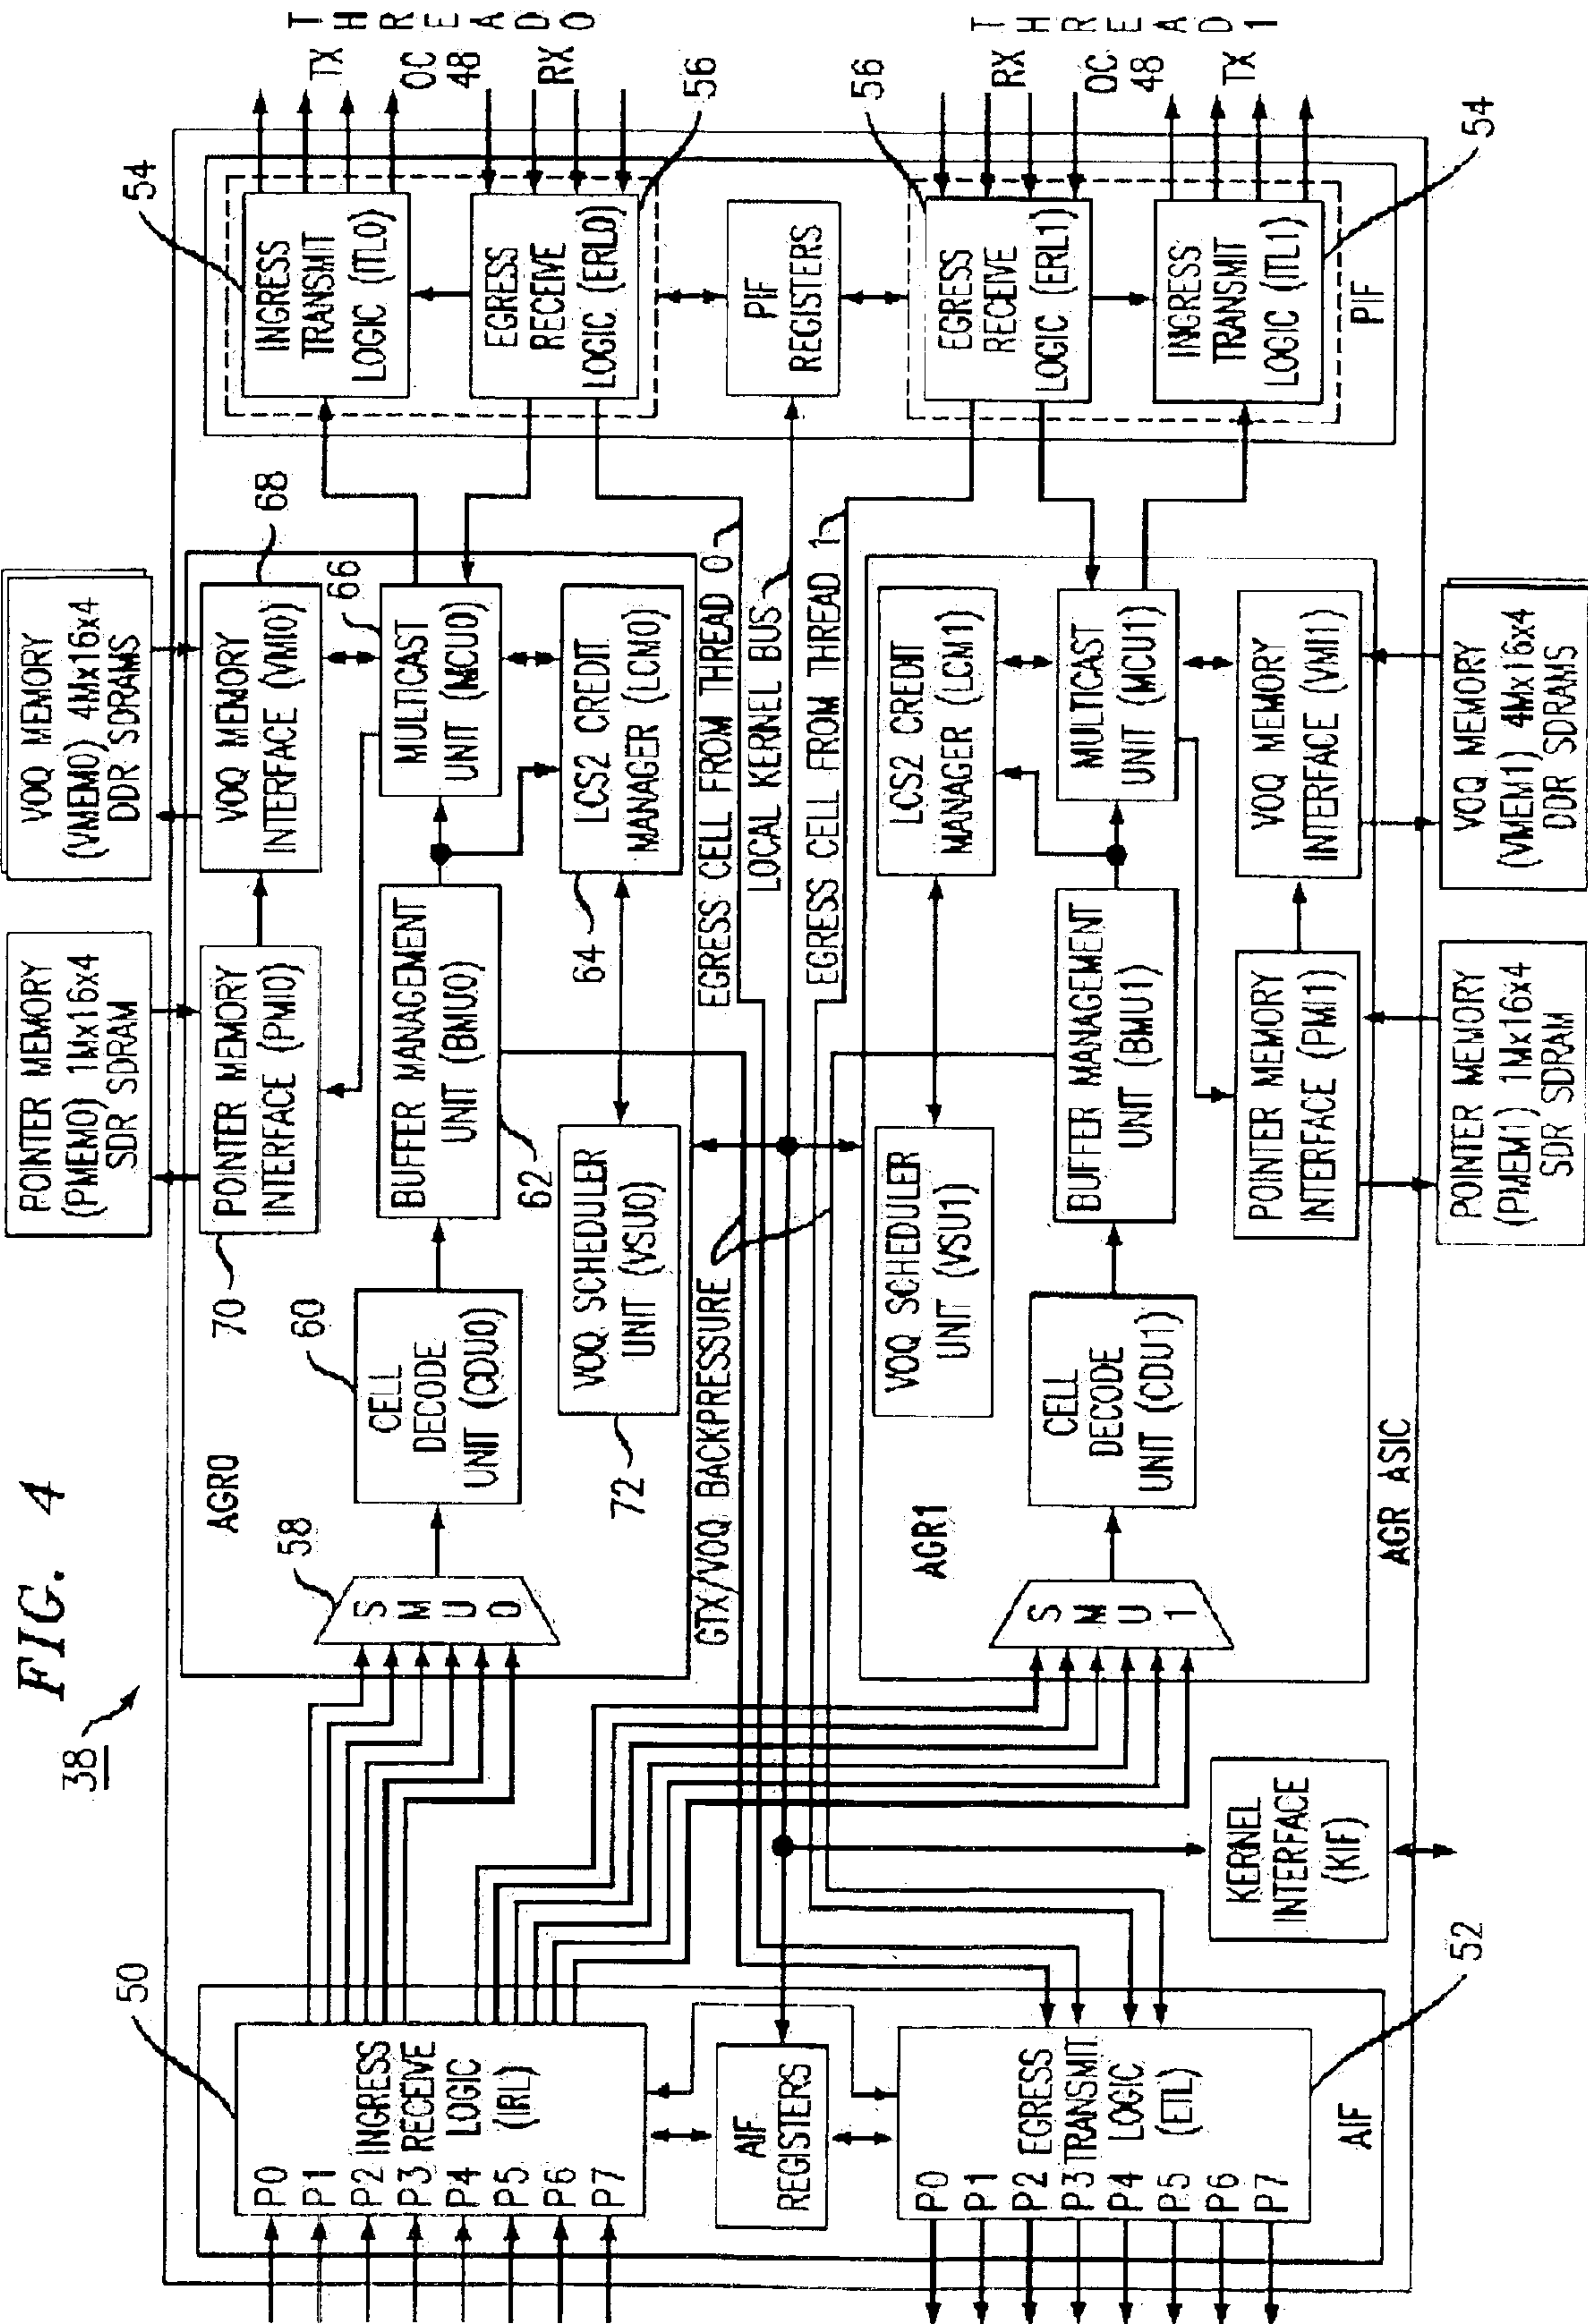 FIG. 4
38
50
P0
P1
P2
P3
P4
P5
P6
P7
INGRESS
RECEIVE
LOGIC
(IRL)
AIF
REGISTERS
P0
P1
P2
P3
P4
P5
P6
P7
EGRESS
TRANSMIT
LOGIC
(ETL)
AIF
52
KERNEL
INTERFACE
(KIF)
AGR0
58
S
M
U
0
60
CELL
DECODE
UNIT (CDU0)
POINTER MEMORY
(PMEM0) 1Mx16x4
SDR SDRAM
70
POINTER MEMORY
INTERFACE (PMI0)
BUFFER MANAGEMENT
UNIT (BMU0)
62
VOQ SCHEDULER
UNIT (VSU0)
72
VOQ MEMORY
(VMEM0) 4Mx16x4
DDR SDRAMS
VOQ MEMORY
INTERFACE (VMI0)
68
66
MULTICAST
UNIT (MCU0)
LCS2 CREDIT
MANAGER (LCM0)
64
GTX/VOQ BACKPRESSURE
EGRESS CELL FROM THREAD 0
LOCAL KERNEL BUS
EGRESS CELL FROM THREAD 1
AGR1
S
M
U
1
CELL
DECODE
UNIT (CDU1)
VOQ SCHEDULER
UNIT (VSU1)
BUFFER MANAGEMENT
UNIT (BMU1)
POINTER MEMORY
INTERFACE (PMI1)
POINTER MEMORY
(PMEM1) 1Mx16x4
SDR SDRAM
LCS2 CREDIT
MANAGER (LCM1)
MULTICAST
UNIT (MCU1)
VOQ MEMORY
INTERFACE (VMI1)
VOQ MEMORY
(VMEM1) 4Mx16x4
DDR SDRAMS
AGR ASIC
54
INGRESS
TRANSMIT
LOGIC (ITL0)
EGRESS
RECEIVE
LOGIC (ERL0)
56
PIF
REGISTERS
56
EGRESS
RECEIVE
LOGIC (ERL1)
INGRESS
TRANSMIT
LOGIC (ITL1)
54
PIF
TX
OC
48
RX
THREAD 0
RX
OC
48
TX
THREAD 1